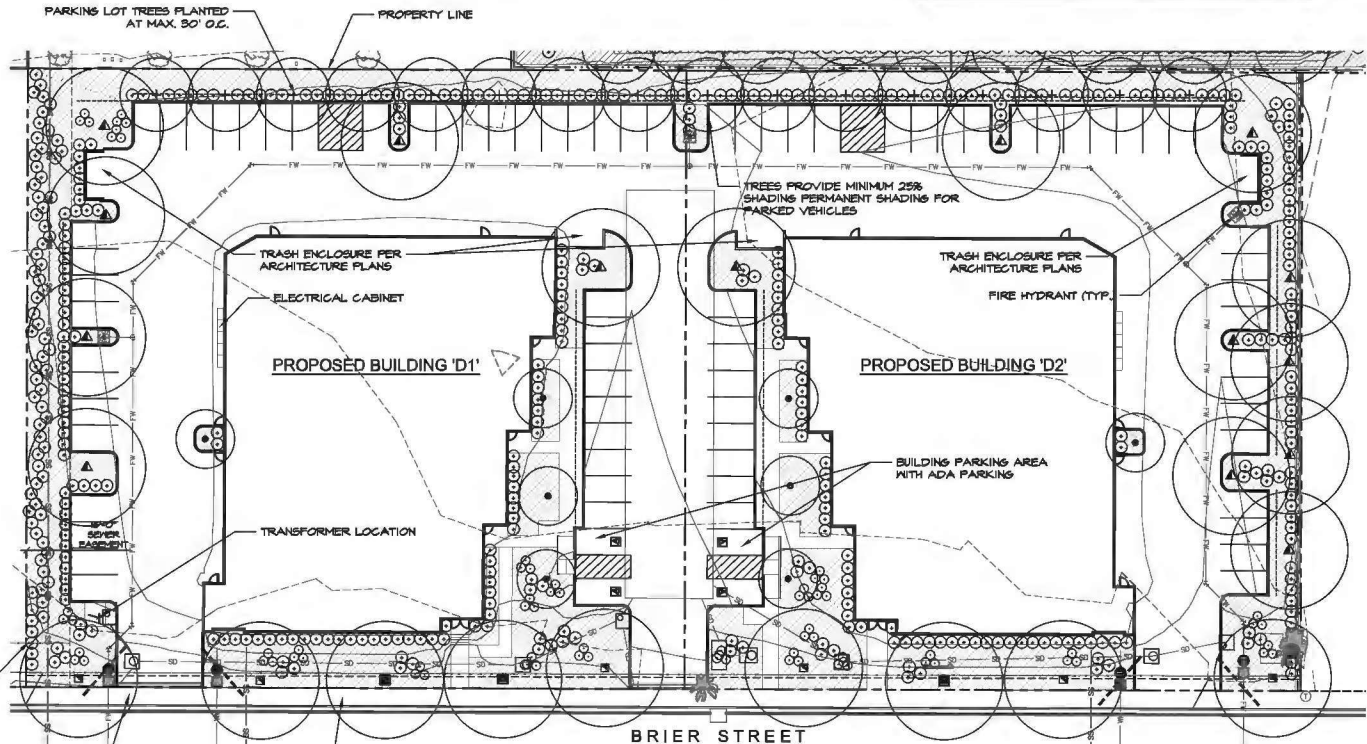 PARKING LOT TREES PLANTED
AT MAX. 30' O.C.
PROPERTY LINE
TREES PROVIDE MINIMUM 25%
SHADING PERMANENT SHADING FOR
PARKED VEHICLES
TRASH ENCLOSURE PER
ARCHITECTURE PLANS
TRASH ENCLOSURE PER
ARCHITECTURE PLANS
ELECTRICAL CABINET
FIRE HYDRANT (TYP.
PROPOSED BUILDING 'D1'
PROPOSED BUILDING 'D2'
BUILDING PARKING AREA
WITH ADA PARKING
SEWER
EASEMENT
TRANSFORMER LOCATION
BRIER STREET